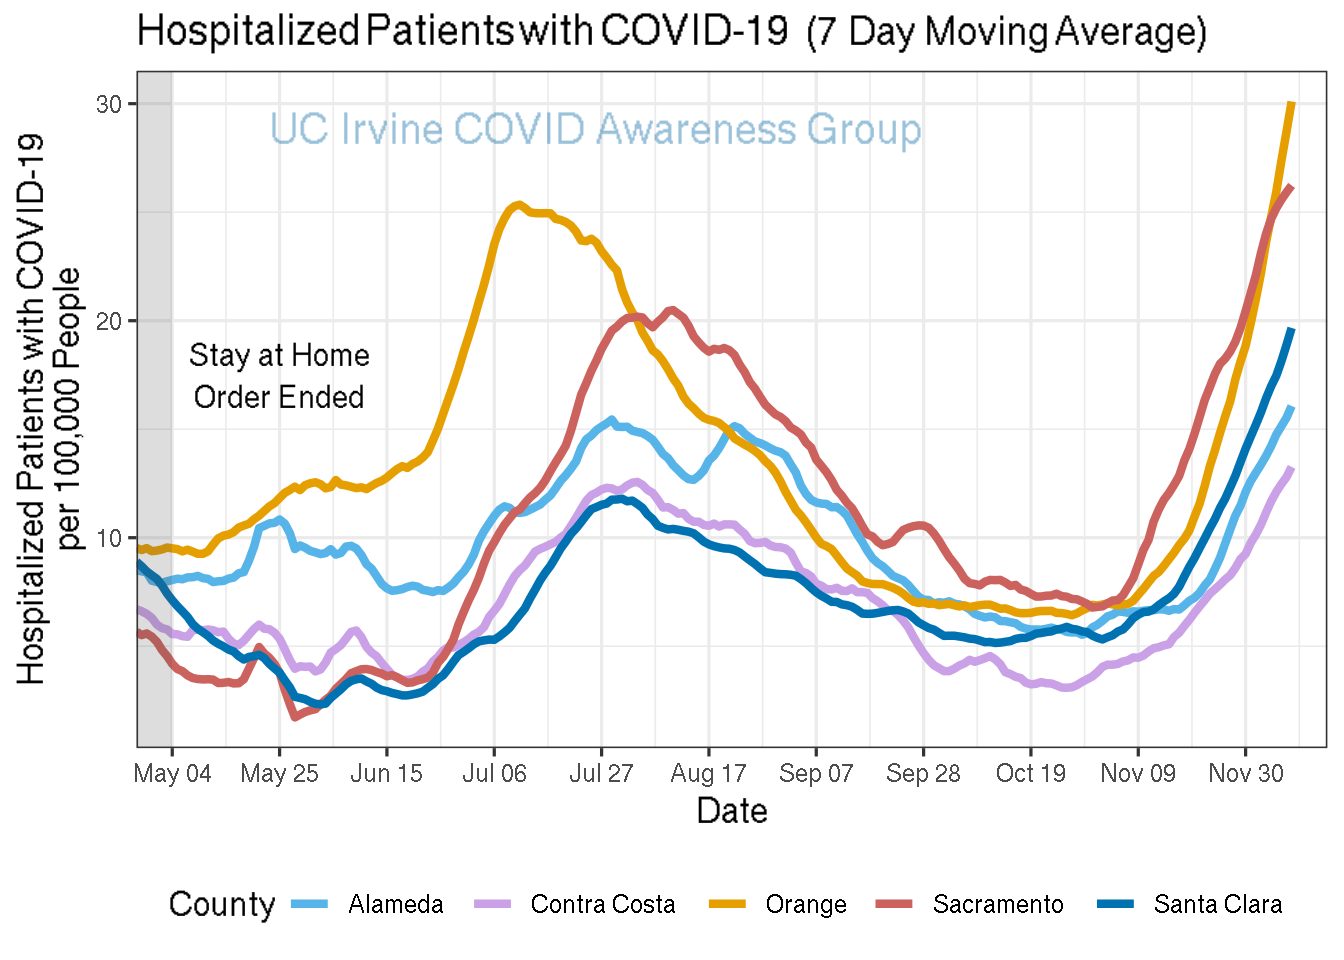 Hospitalized Patients with COVID-19 (7 Day Moving Average)
Hospitalized Patients with COVID-19
per 100,000 People
30
20
10
UC Irvine COVID Awareness Group
Stay at Home
Order Ended
May 04 May 25 Jun 15 Jul 06 Jul 27 Aug 17 Sep 07 Sep 28 Oct 19 Nov 09 Nov 30
Date
County Alameda Contra Costa Orange Sacramento Santa Clara